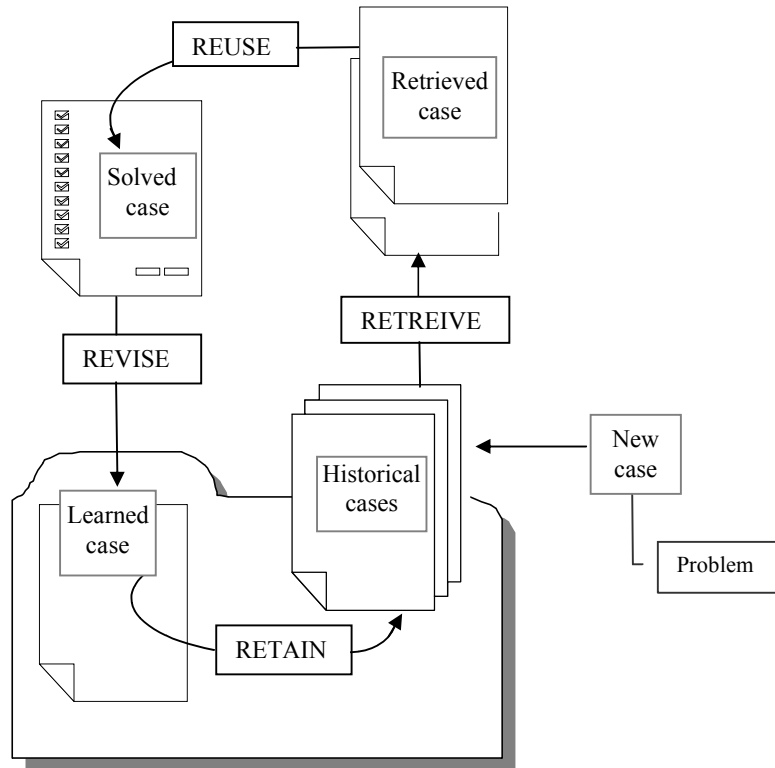 REUSE
Retrieved
case
Solved
case
RETREIVE
REVISE
New
case
Historical
cases
Learned
case
Problem
RETAIN